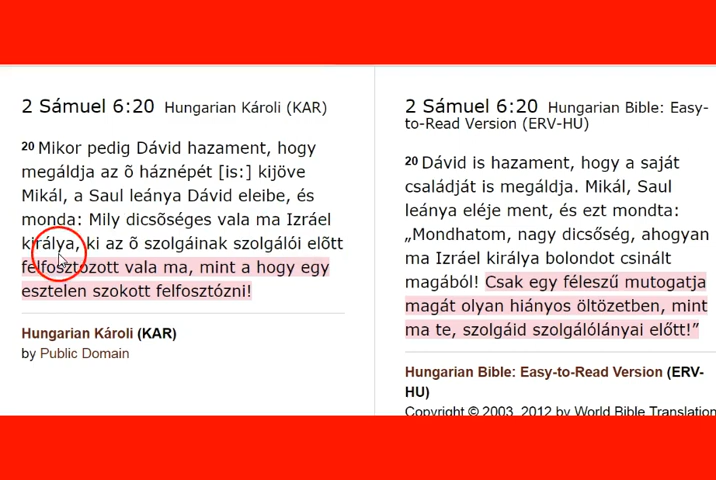 2 Sámuel 6:20 Hungarian Károli (KAR)
20 Mikor pedig Dávid hazament, hogy
megáldja az õ háznépét [is:] kijöve
Mikál, a Saul leánya Dávid eleibe, és
monda: Mily dicsõséges vala ma Izráel
királya, ki az õ szolgáinak szolgálói elõtt
felfosztózott vala ma, mint a hogy egy
esztelen szokott felfosztózni!
Hungarian Károli (KAR)
by Public Domain
2 Sámuel 6:20 Hungarian Bible: Easy-
to-Read Version (ERV-HU)
20 Dávid is hazament, hogy a saját
családját is megáldja. Mikál, Saul
leánya eléje ment, és ezt mondta:
„Mondhatom, nagy dicsőség, ahogyan
ma Izráel királya bolondot csinált
magából! Csak egy féleszű mutogatja
magát olyan hiányos öltözetben, mint
ma te, szolgáid szolgálólányai előtt!”
Hungarian Bible: Easy-to-Read Version (ERV-
HU)
Copyright © 2003, 2012 by World Bible Translation